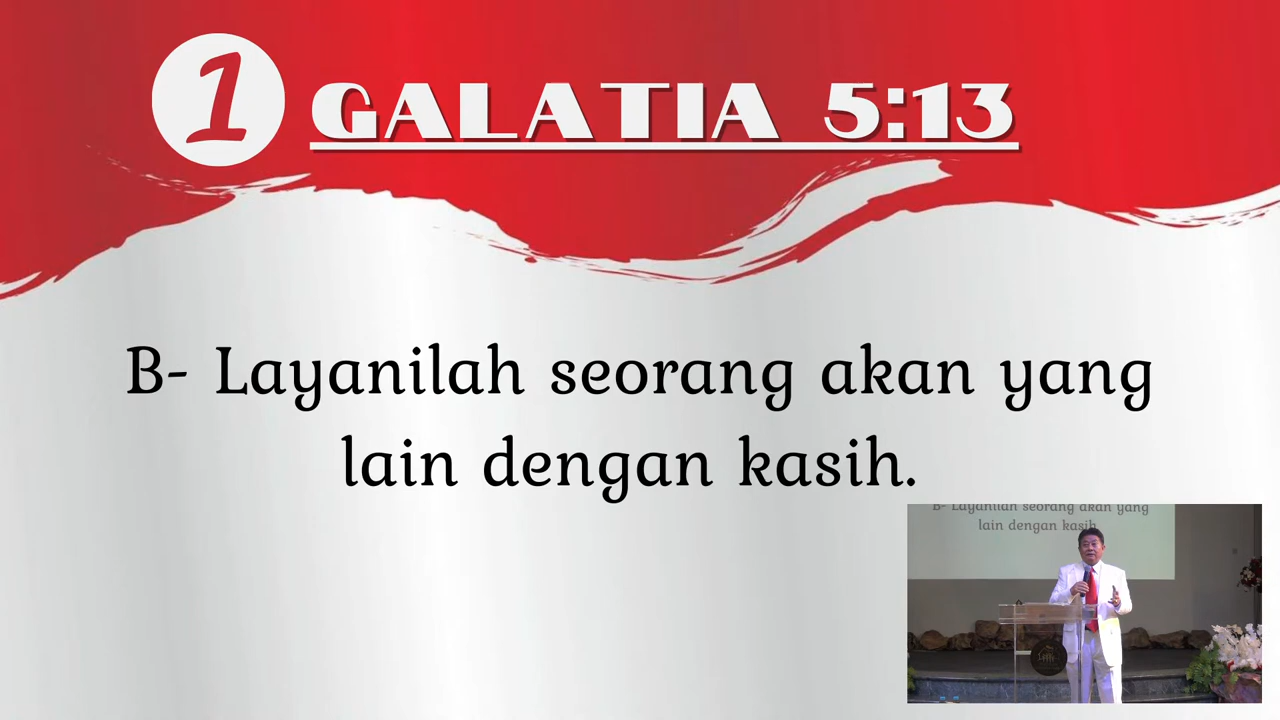 1 GALATIA 5:13
B- Layanilah seorang akan yang
lain dengan kasih.
B- Layanilah seorang akan yang
lain dengan kasih